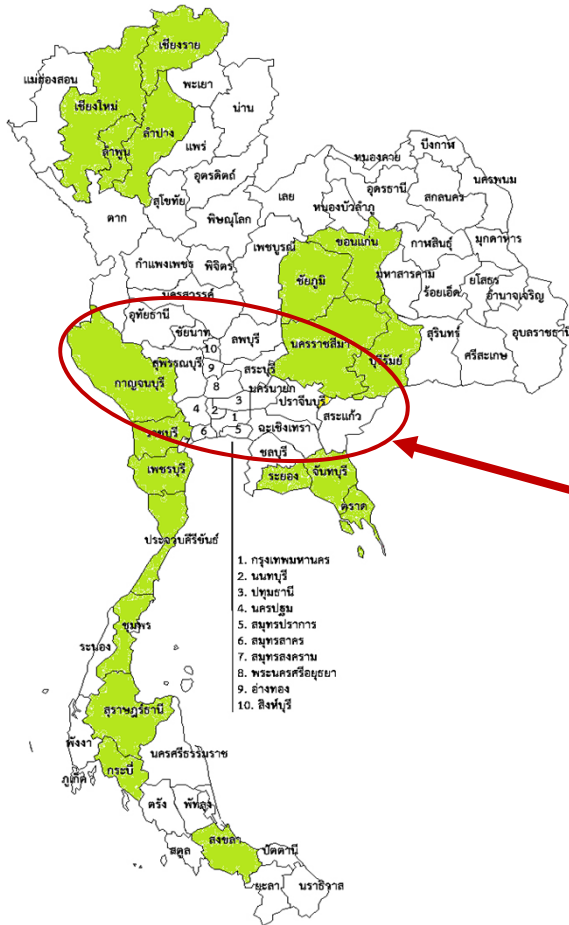 เชียงราย
แม่ฮ่องสอน
พะเยา
น่าน
เชียงใหม่
ลำปาง
ลำพูน
แพร่
บึงกาฬ
หนองคาย
นครพนม
อุตรดิตถ์
เลย
อุดรธานี
สกลนคร
สุโขทัย
หนองบัวลำภู
ตาก
พิษณุโลก
ขอนแก่น
กาฬสินธุ์
มุกดาหาร
เพชรบูรณ์
กำแพงเพชร
พิจิตร
ชัยภูมิ
มหาสารคาม
ร้อยเอ็ด
ยโสธร
อำนาจเจริญ
นครสวรรค์
อุทัยธานี
ชัยนาท
ลพบุรี
นครราชสีมา
บุรีรัมย์
สุรินทร์
ศรีสะเกษ
อุบลราชธานี
10
สุพรรณบุรี
9
สระบุรี
กาญจนบุรี
8
นครนายก
ปราจีนบุรี
3
4
2
1
สระแก้ว
ราชบุรี
6
5
ฉะเชิงเทรา
7
ชลบุรี
เพชรบุรี
ระยอง
จันทบุรี
ตราด
ประจวบคีรีขันธ์
1. กรุงเทพมหานคร
2. นนทบุรี
3. ปทุมธานี
4. นครปฐม
5. สมุทรปราการ
6. สมุทรสาคร
7. สมุทรสงคราม
8. พระนครศรีอยุธยา
9. อ่างทอง
10. สิงห์บุรี
ชุมพร
ระนอง
สุราษฎร์ธานี
พังงา
นครศรีธรรมราช
กระบี่
ภูเก็ต
ตรัง
พัทลุง
สตูล
สงขลา
ปัตตานี
ยะลา
นราธิวาส